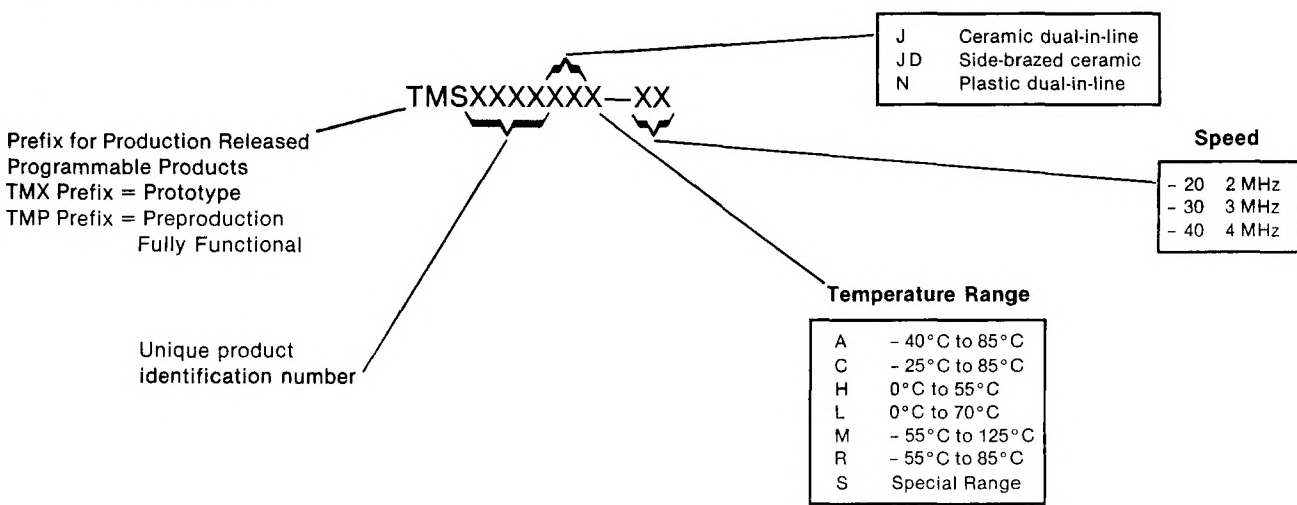 J Ceramic dual-in-line
JD Side-brazed ceramic
N Plastic dual-in-line
TMSXXXXXXX—XX
Prefix for Production Released
Programmable Products
TMX Prefix = Prototype
TMP Prefix = Preproduction
Fully Functional
Speed
- 20 2 MHz
- 30 3 MHz
- 40 4 MHz
Unique product
identification number
Temperature Range
A - 40°C to 85°C
C - 25°C to 85°C
H 0°C to 55°C
L 0°C to 70°C
M - 55°C to 125°C
R - 55°C to 85°C
S Special Range